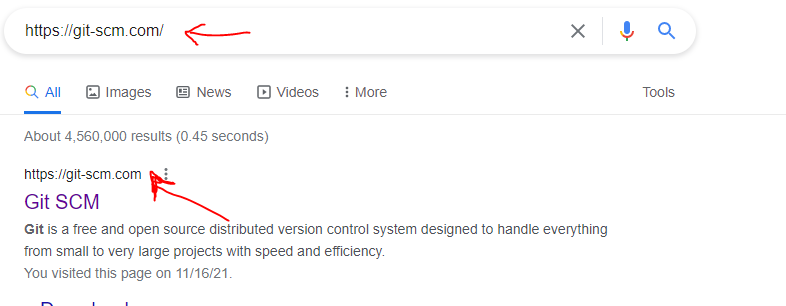 https://git-scm.com/
All Images News Videos More Tools
About 4,560,000 results (0.45 seconds)
https://git-scm.com
Git SCM
Git is a free and open source distributed version control system designed to handle everything
from small to very large projects with speed and efficiency.
You visited this page on 11/16/21.